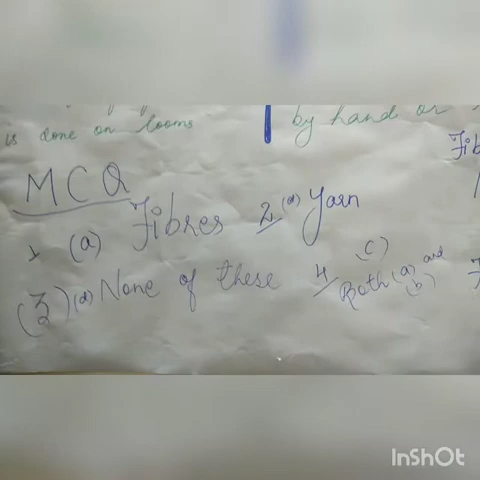 is done on looms
by hand or
Fib
MCQ
1 (a) Fibres 2 (a) Yarn
(3) (d) None of these 4 (c) Both (a) and (b)
InShOt